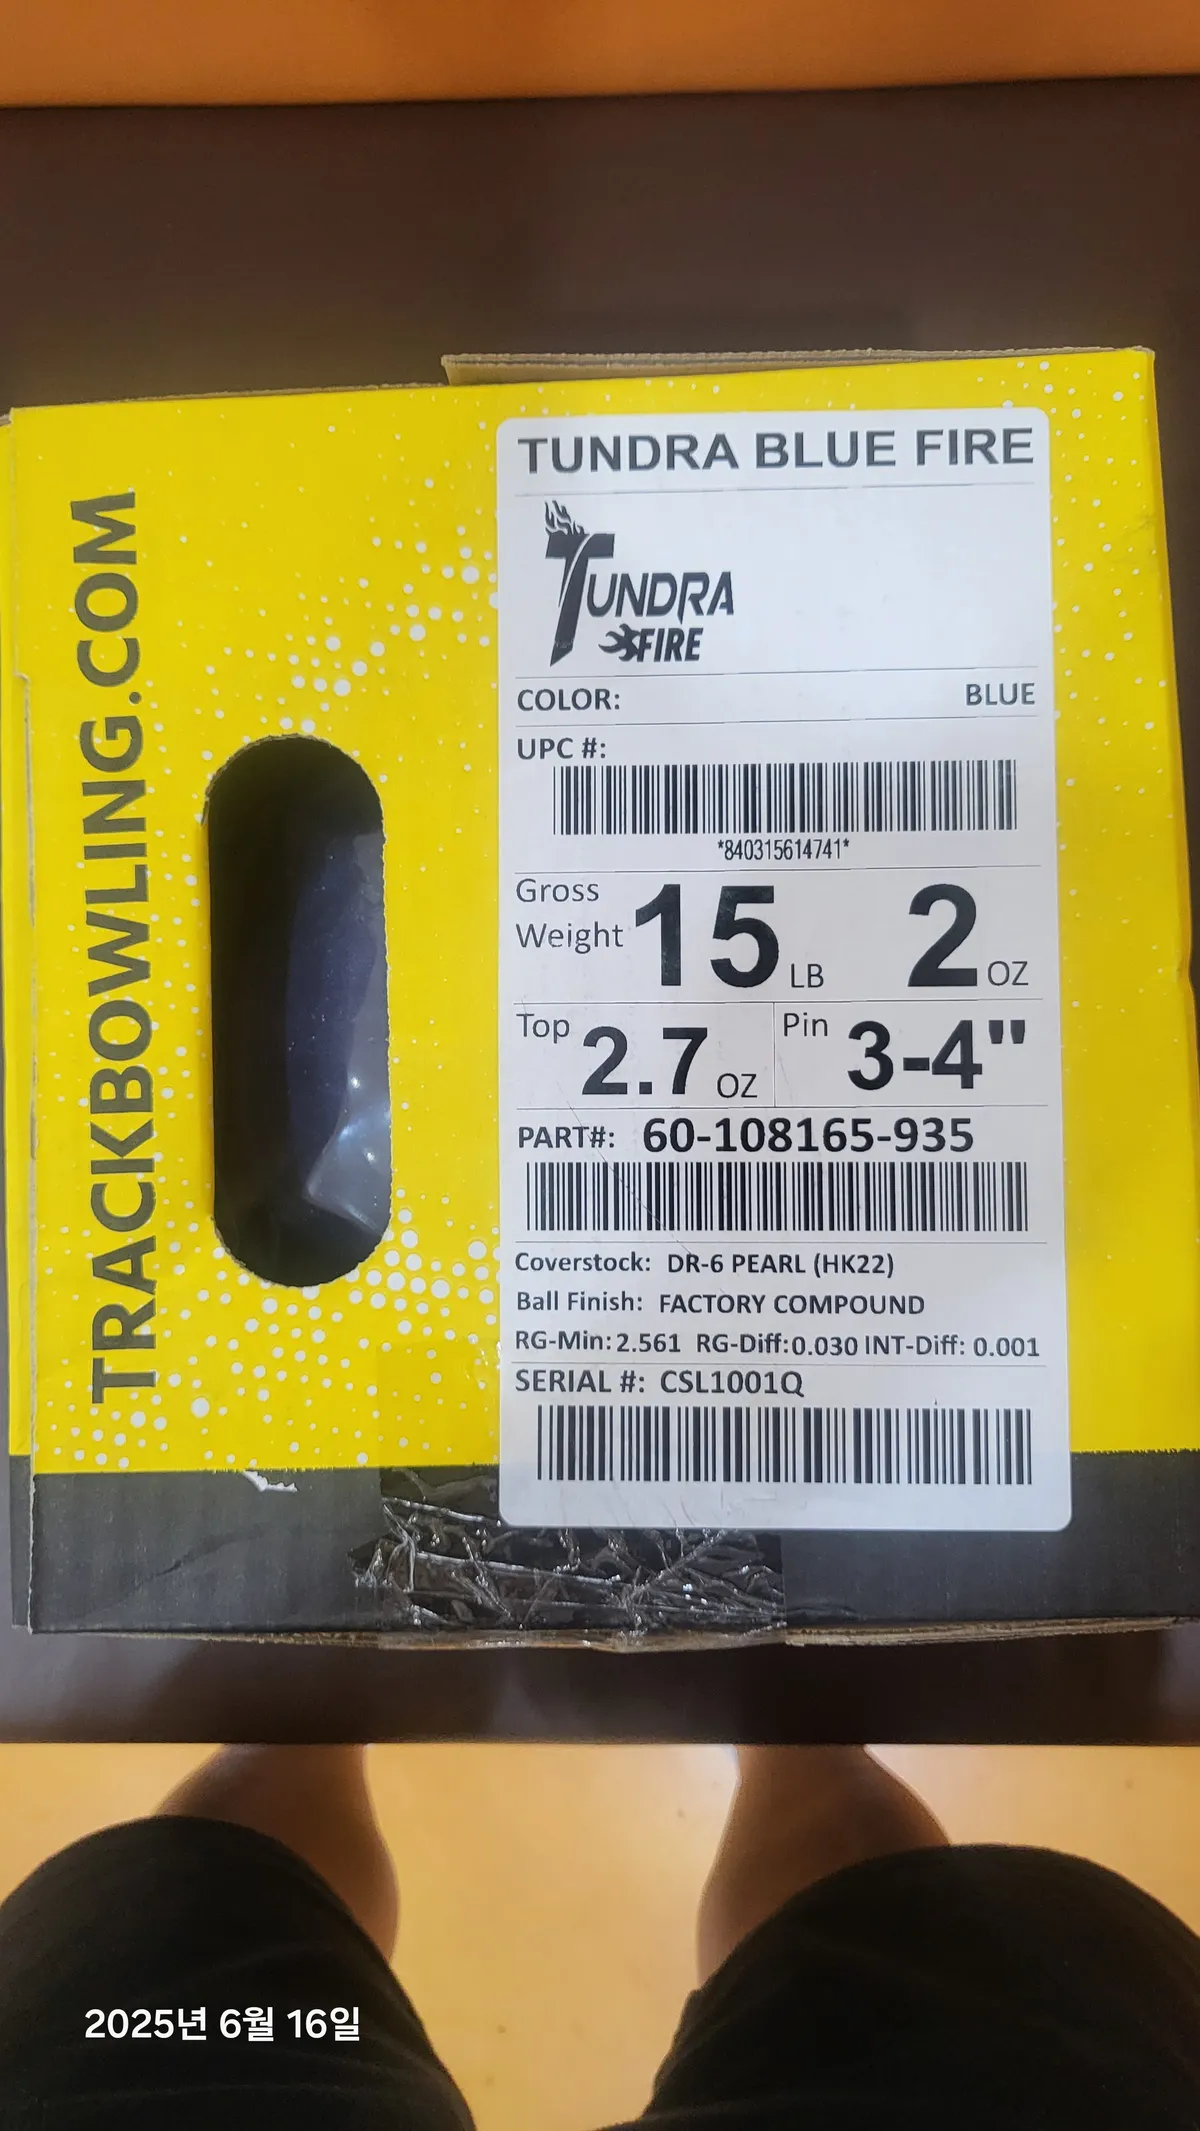 TRACKBOWLING.COM
TUNDRA BLUE FIRE
TUNDRA
FIRE
COLOR: BLUE
UPC #:
*840315614741*
Gross Weight 15 LB 2 OZ
Top 2.7 OZ Pin 3-4"
PART#: 60-108165-935
Coverstock: DR-6 PEARL (HK22)
Ball Finish: FACTORY COMPOUND
RG-Min: 2.561 RG-Diff: 0.030 INT-Diff: 0.001
SERIAL #: CSL1001Q
2025년 6월 16일